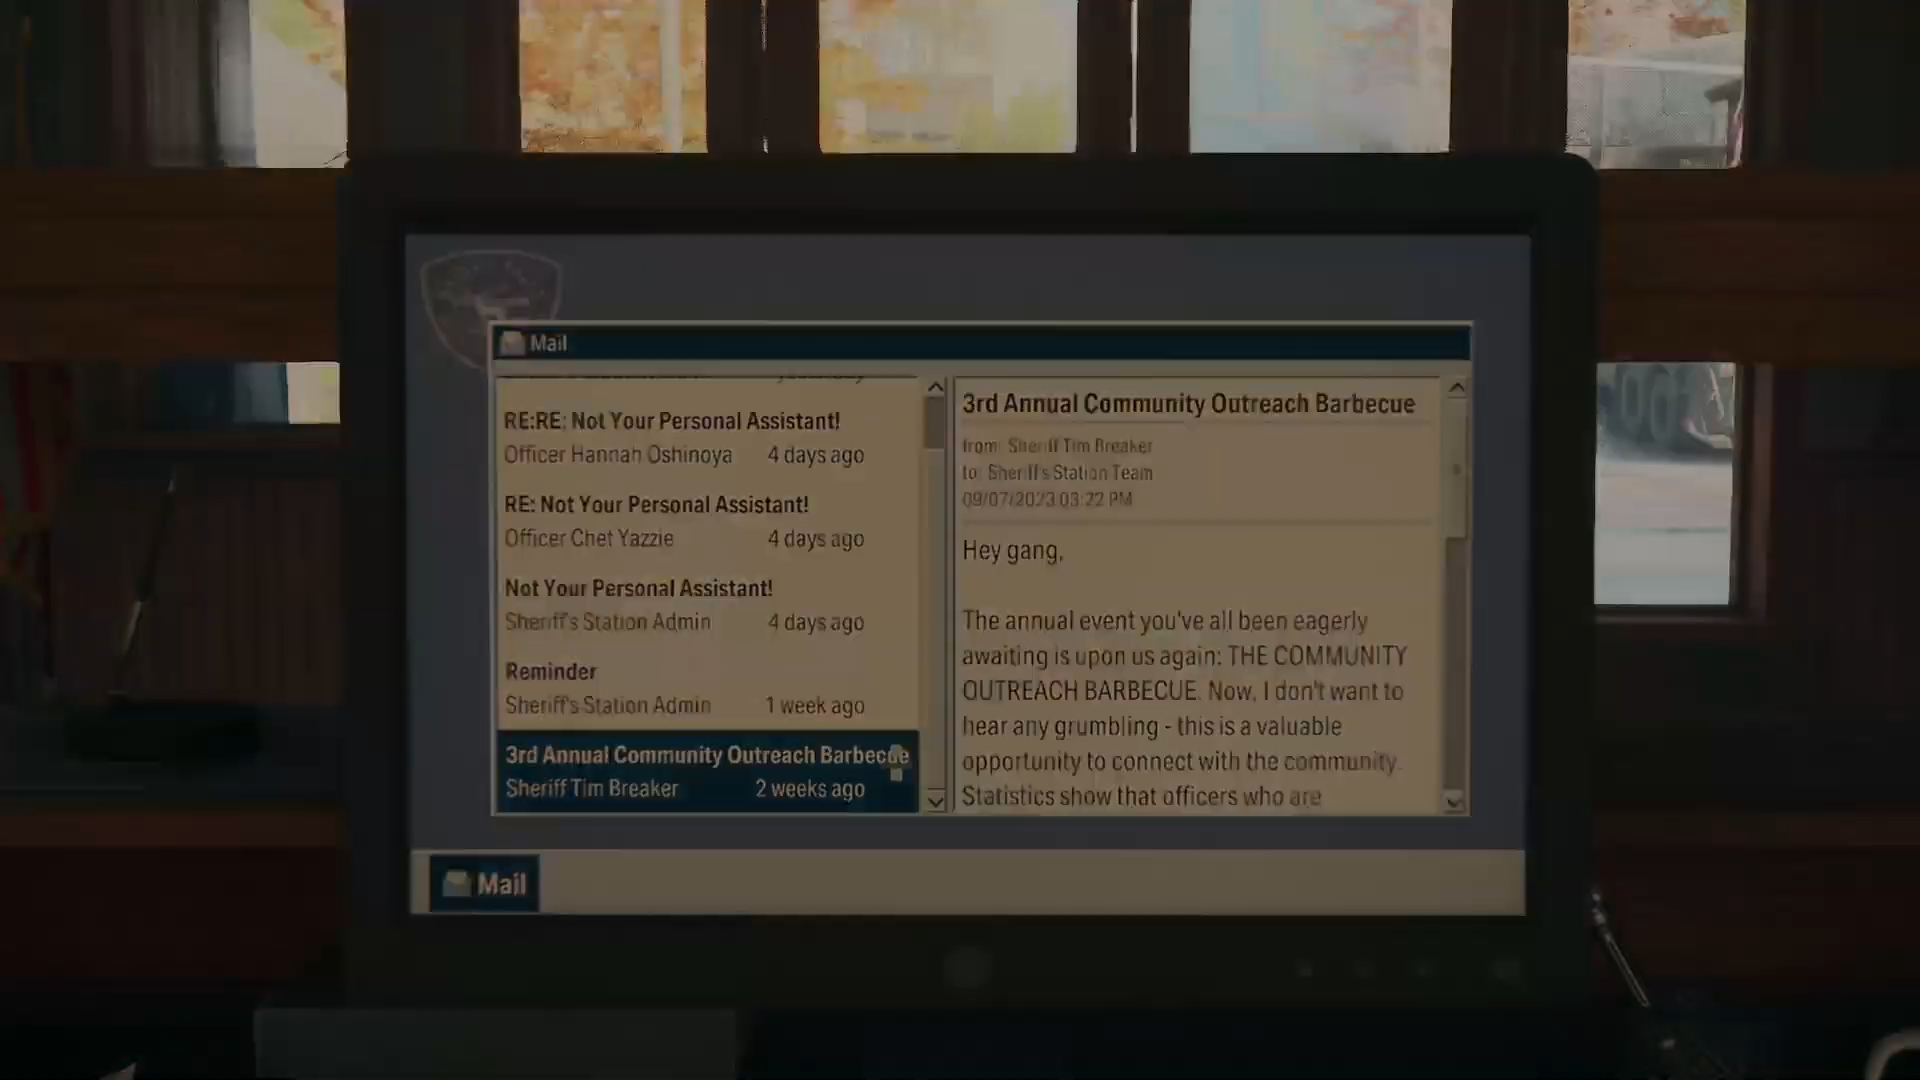 Mail
RE:RE: Not Your Personal Assistant!
Officer Hannah Oshinoya 4 days ago
RE: Not Your Personal Assistant!
Officer Chet Yazzie 4 days ago
Not Your Personal Assistant!
Sheriff's Station Admin 4 days ago
Reminder
Sheriff's Station Admin 1 week ago
3rd Annual Community Outreach Barbecue
Sheriff Tim Breaker 2 weeks ago
3rd Annual Community Outreach Barbecue
from: Sheriff Tim Breaker
to: Sheriff's Station Team
09/07/2023 03:22 PM
Hey gang,
The annual event you've all been eagerly
awaiting is upon us again: THE COMMUNITY
OUTREACH BARBECUE. Now, I don't want to
hear any grumbling - this is a valuable
opportunity to connect with the community.
Statistics show that officers who are
Mail